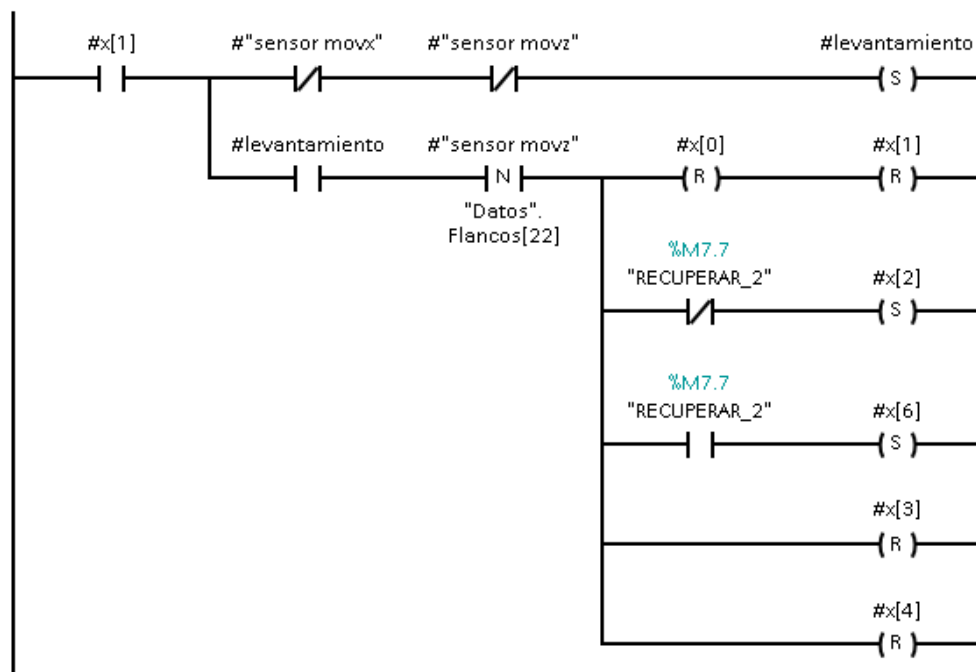 #x[1] #"sensor movx" #"sensor movz" #levantamiento
S
#levantamiento #"sensor movz" #x[0] #x[1]
N R R
"Datos".
Flancos[22]
%M7.7
"RECUPERAR_2" #x[2]
S
%M7.7
"RECUPERAR_2" #x[6]
S
#x[3]
R
#x[4]
R